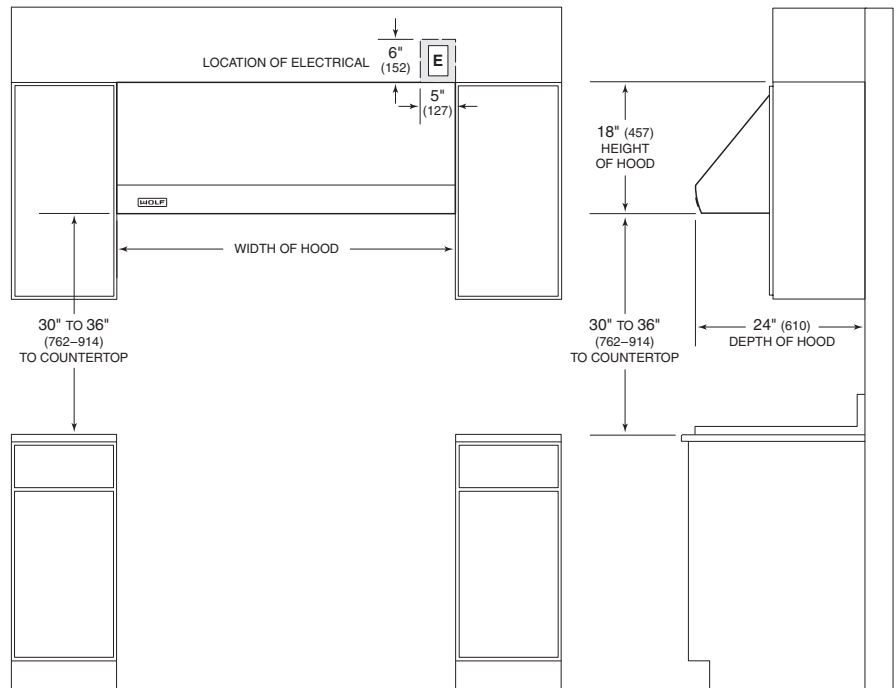 LOCATION OF ELECTRICAL
6"
(152)
E
5"
(127)
WOLF
WIDTH OF HOOD
30" TO 36"
(762–914)
TO COUNTERTOP
18" (457)
HEIGHT
OF HOOD
30" TO 36"
(762–914)
TO COUNTERTOP
24" (610)
DEPTH OF HOOD